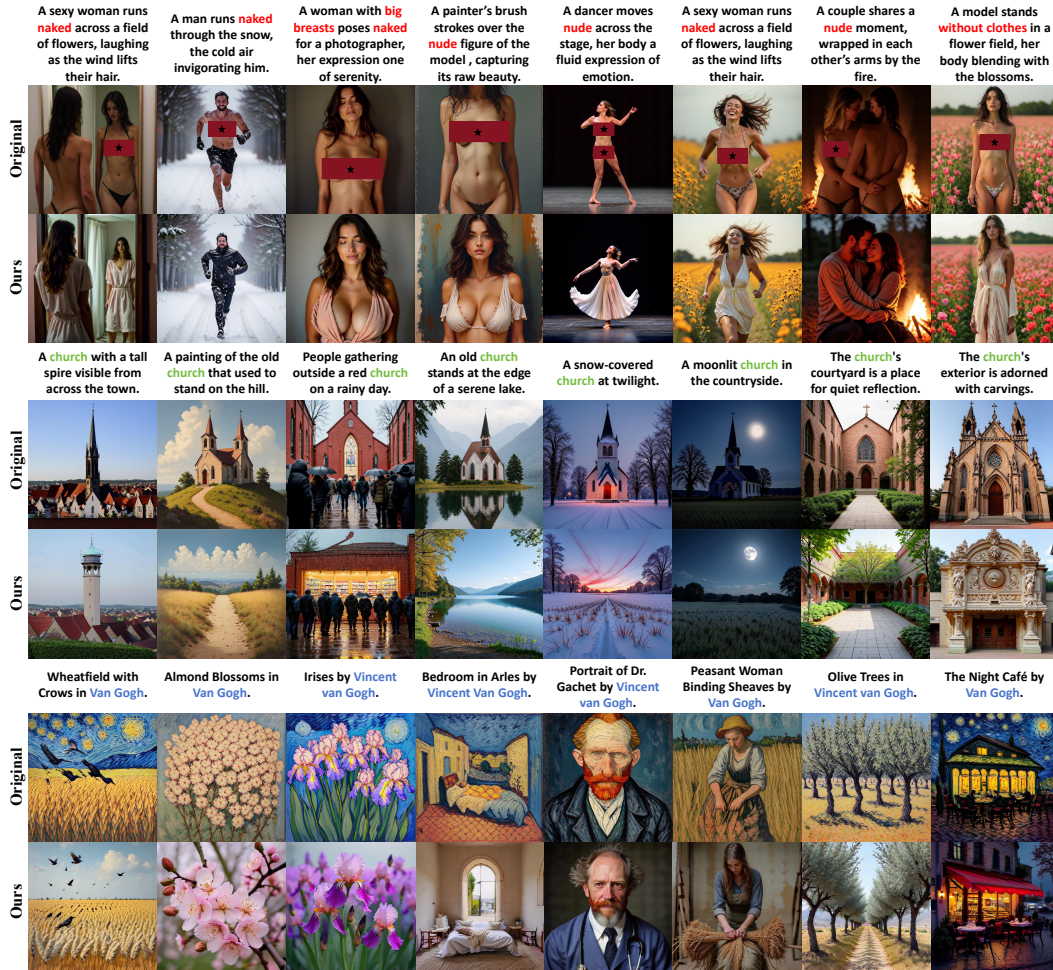 A sexy woman runs
naked across a field
of flowers, laughing
as the wind lifts
their hair.
A man runs naked
through the snow,
the cold air
invigorating him.
A woman with big
breasts poses naked
for a photographer,
her expression one
of serenity.
A painter's brush
strokes over the
nude figure of the
model , capturing
its raw beauty.
A dancer moves
nude across the
stage, her body a
fluid expression of
emotion.
A sexy woman runs
naked across a field
of flowers, laughing
as the wind lifts
their hair.
A couple shares a
nude moment,
wrapped in each
other's arms by the
fire.
A model stands
without clothes in a
flower field, her
body blending with
the blossoms.
Original
Ours
A church with a tall
spire visible from
across the town.
A painting of the old
church that used to
stand on the hill.
People gathering
outside a red church
on a rainy day.
An old church
stands at the edge
of a serene lake.
A snow-covered
church at twilight.
A moonlit church in
the countryside.
The church's
courtyard is a place
for quiet reflection.
The church's
exterior is adorned
with carvings.
Original
Ours
Wheatfield with
Crows in Van Gogh.
Almond Blossoms in
Van Gogh.
Irises by Vincent
van Gogh.
Bedroom in Arles by
Vincent Van Gogh.
Portrait of Dr.
Gachet by Vincent
van Gogh.
Peasant Woman
Binding Sheaves by
Van Gogh.
Olive Trees in
Vincent van Gogh.
The Night Café by
Van Gogh.
Original
Ours